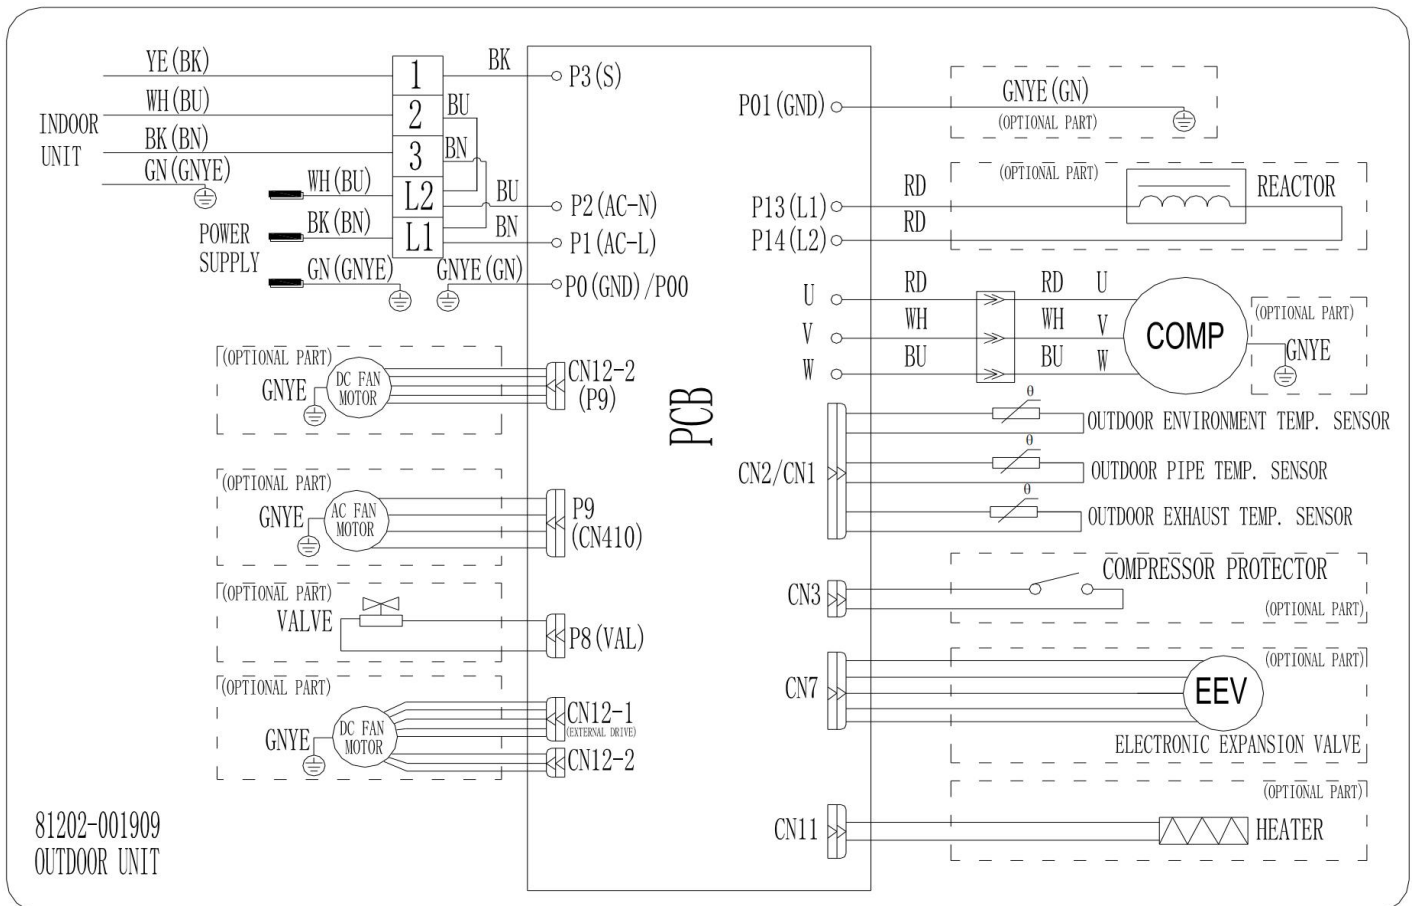 YE(BK)
WH(BU)
INDOOR
UNIT
BK(BN)
GN(GNYE)
WH(BU)
BK(BN)
POWER
SUPPLY
GN(GNYE)
1
2
3
L2
L1
BK
BU
BN
BU
BN
GNYE(GN)
P3(S)
P2(AC-N)
P1(AC-L)
P0(GND)/P00
(OPTIONAL PART)
GNYE
DC FAN
MOTOR
CN12-2
(P9)
(OPTIONAL PART)
GNYE
AC FAN
MOTOR
P9
(CN410)
(OPTIONAL PART)
VALVE
P8(VAL)
(OPTIONAL PART)
GNYE
DC FAN
MOTOR
CN12-1
(EXTERNAL DRIVE)
CN12-2
PCB
P01(GND)
GNYE(GN)
(OPTIONAL PART)
P13(L1)
P14(L2)
RD
RD
(OPTIONAL PART)
REACTOR
U
V
W
RD
WH
BU
RD
WH
BU
U
V
W
COMP
(OPTIONAL PART)
GNYE
CN2/CN1
θ
OUTDOOR ENVIRONMENT TEMP. SENSOR
θ
OUTDOOR PIPE TEMP. SENSOR
θ
OUTDOOR EXHAUST TEMP. SENSOR
CN3
COMPRESSOR PROTECTOR
(OPTIONAL PART)
CN7
(OPTIONAL PART)
EEV
ELECTRONIC EXPANSION VALVE
CN11
(OPTIONAL PART)
HEATER
81202-001909
OUTDOOR UNIT